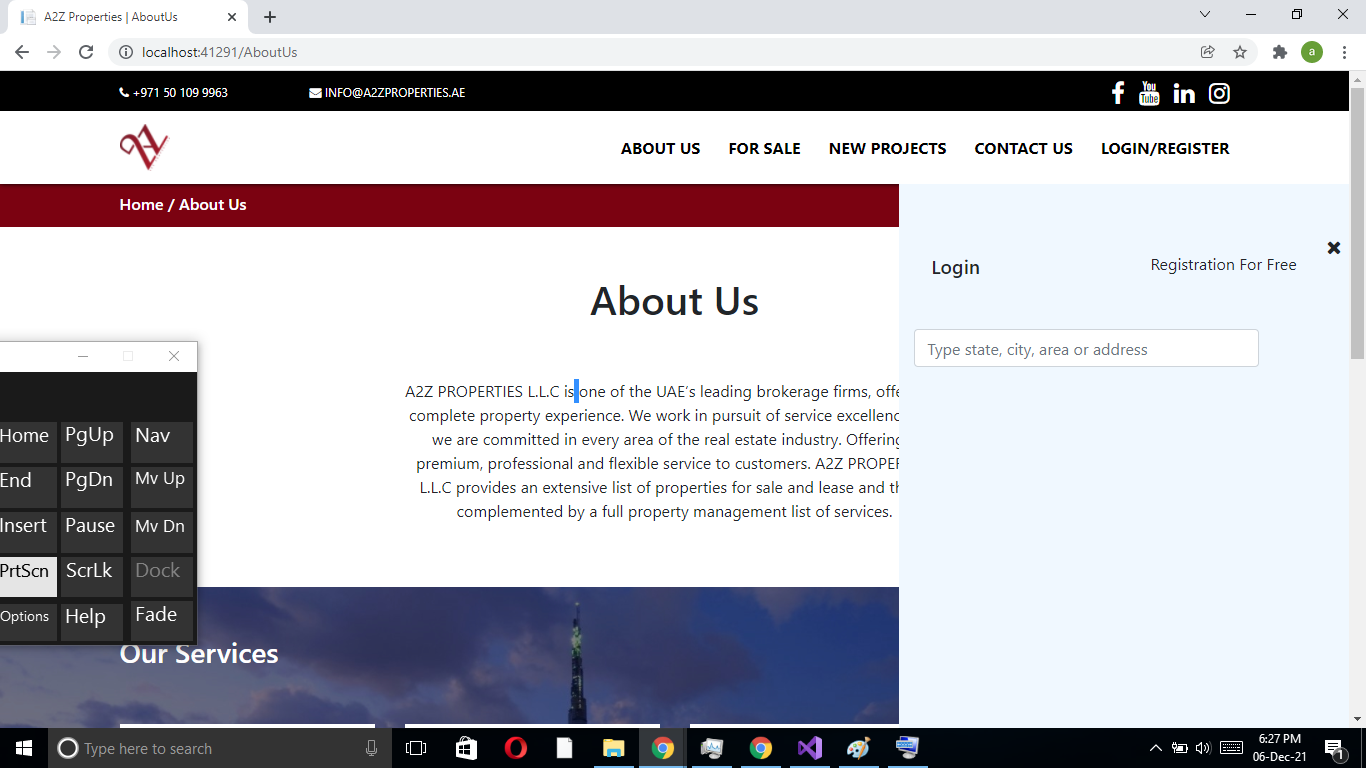 A2Z Properties | AboutUs
localhost:41291/AboutUs
a
+971 50 109 9963
INFO@A2ZPROPERTIES.AE
You
Tube
ABOUT US
FOR SALE
NEW PROJECTS
CONTACT US
LOGIN/REGISTER
Home / About Us
Login
Registration For Free
Type state, city, area or address
About Us
A2Z PROPERTIES L.L.C is one of the UAE's leading brokerage firms, offe
complete property experience. We work in pursuit of service excellenc
we are committed in every area of the real estate industry. Offering
premium, professional and flexible service to customers. A2Z PROPER
L.L.C provides an extensive list of properties for sale and lease and th
complemented by a full property management list of services.
Home PgUp Nav
End PgDn Mv Up
Insert Pause Mv Dn
PrtScn ScrLk Dock
Options Help Fade
Our Services
Type here to search
6:27 PM
06-Dec-21
1